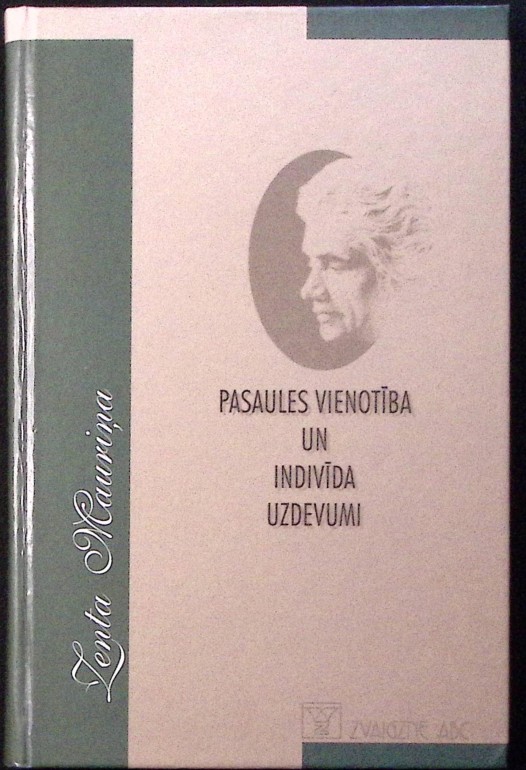 Zenta Mauriņa
PASAULES VIENOTĪBA
UN
INDIVĪDA
UZDEVUMI
ZVAIGZNE ABC